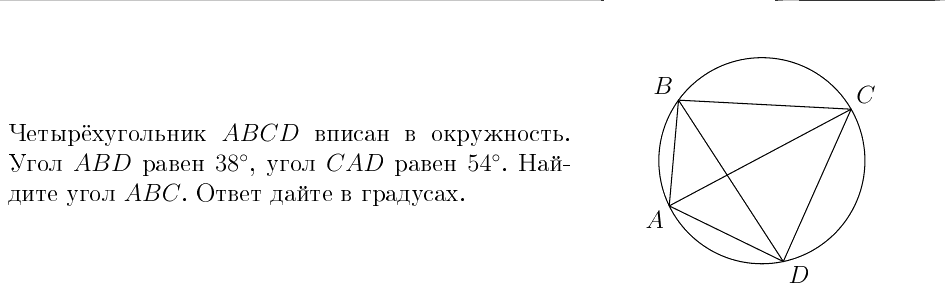 Четырёхугольник ABCD вписан в окружность.
Угол ABD равен 38°, угол CAD равен 54°. Най-
дите угол ABC. Ответ дайте в градусах.
B
C
A
D